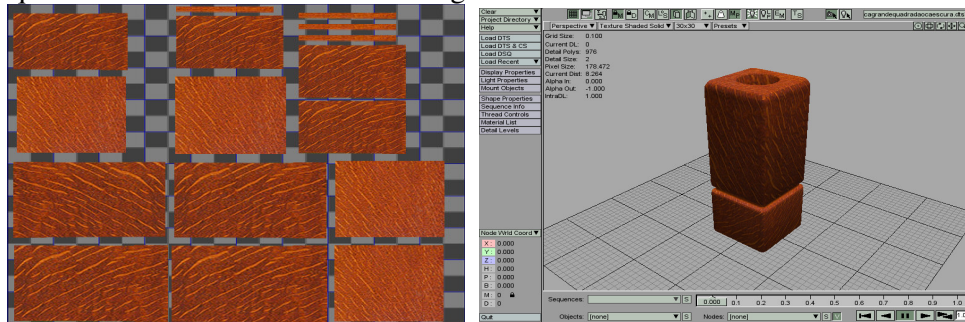 Clear
Project Directory
Help
Load DTS
Load DTS & CS
Load DSQ
Load Recent
Display Properties
Light Properties
Mount Objects
Shape Properties
Sequence Info
Thread Controls
Material List
Detail Levels
Node Wrld Coord
X: 0.000
Y: 0.000
Z: 0.000
H: 0.000
P: 0.000
B: 0.000
M: 0
D: 0
Quit
cagrandequadradaocaescura.dts
Perspective Texture Shaded Solid 30x30 Presets
Grid Size: 0.100
Current DL: 0
Detail Polys: 976
Detail Size: 2
Pixel Size: 178.472
Current Dist: 8.264
Alpha In: 0.000
Alpha Out: -1.000
IntraDL: 1.000
Sequences: S 0.000 0.1 0.2 0.3 0.4 0.5 0.6 0.7 0.8 0.9 1.0
Objects: [none] S Nodes: [none] S